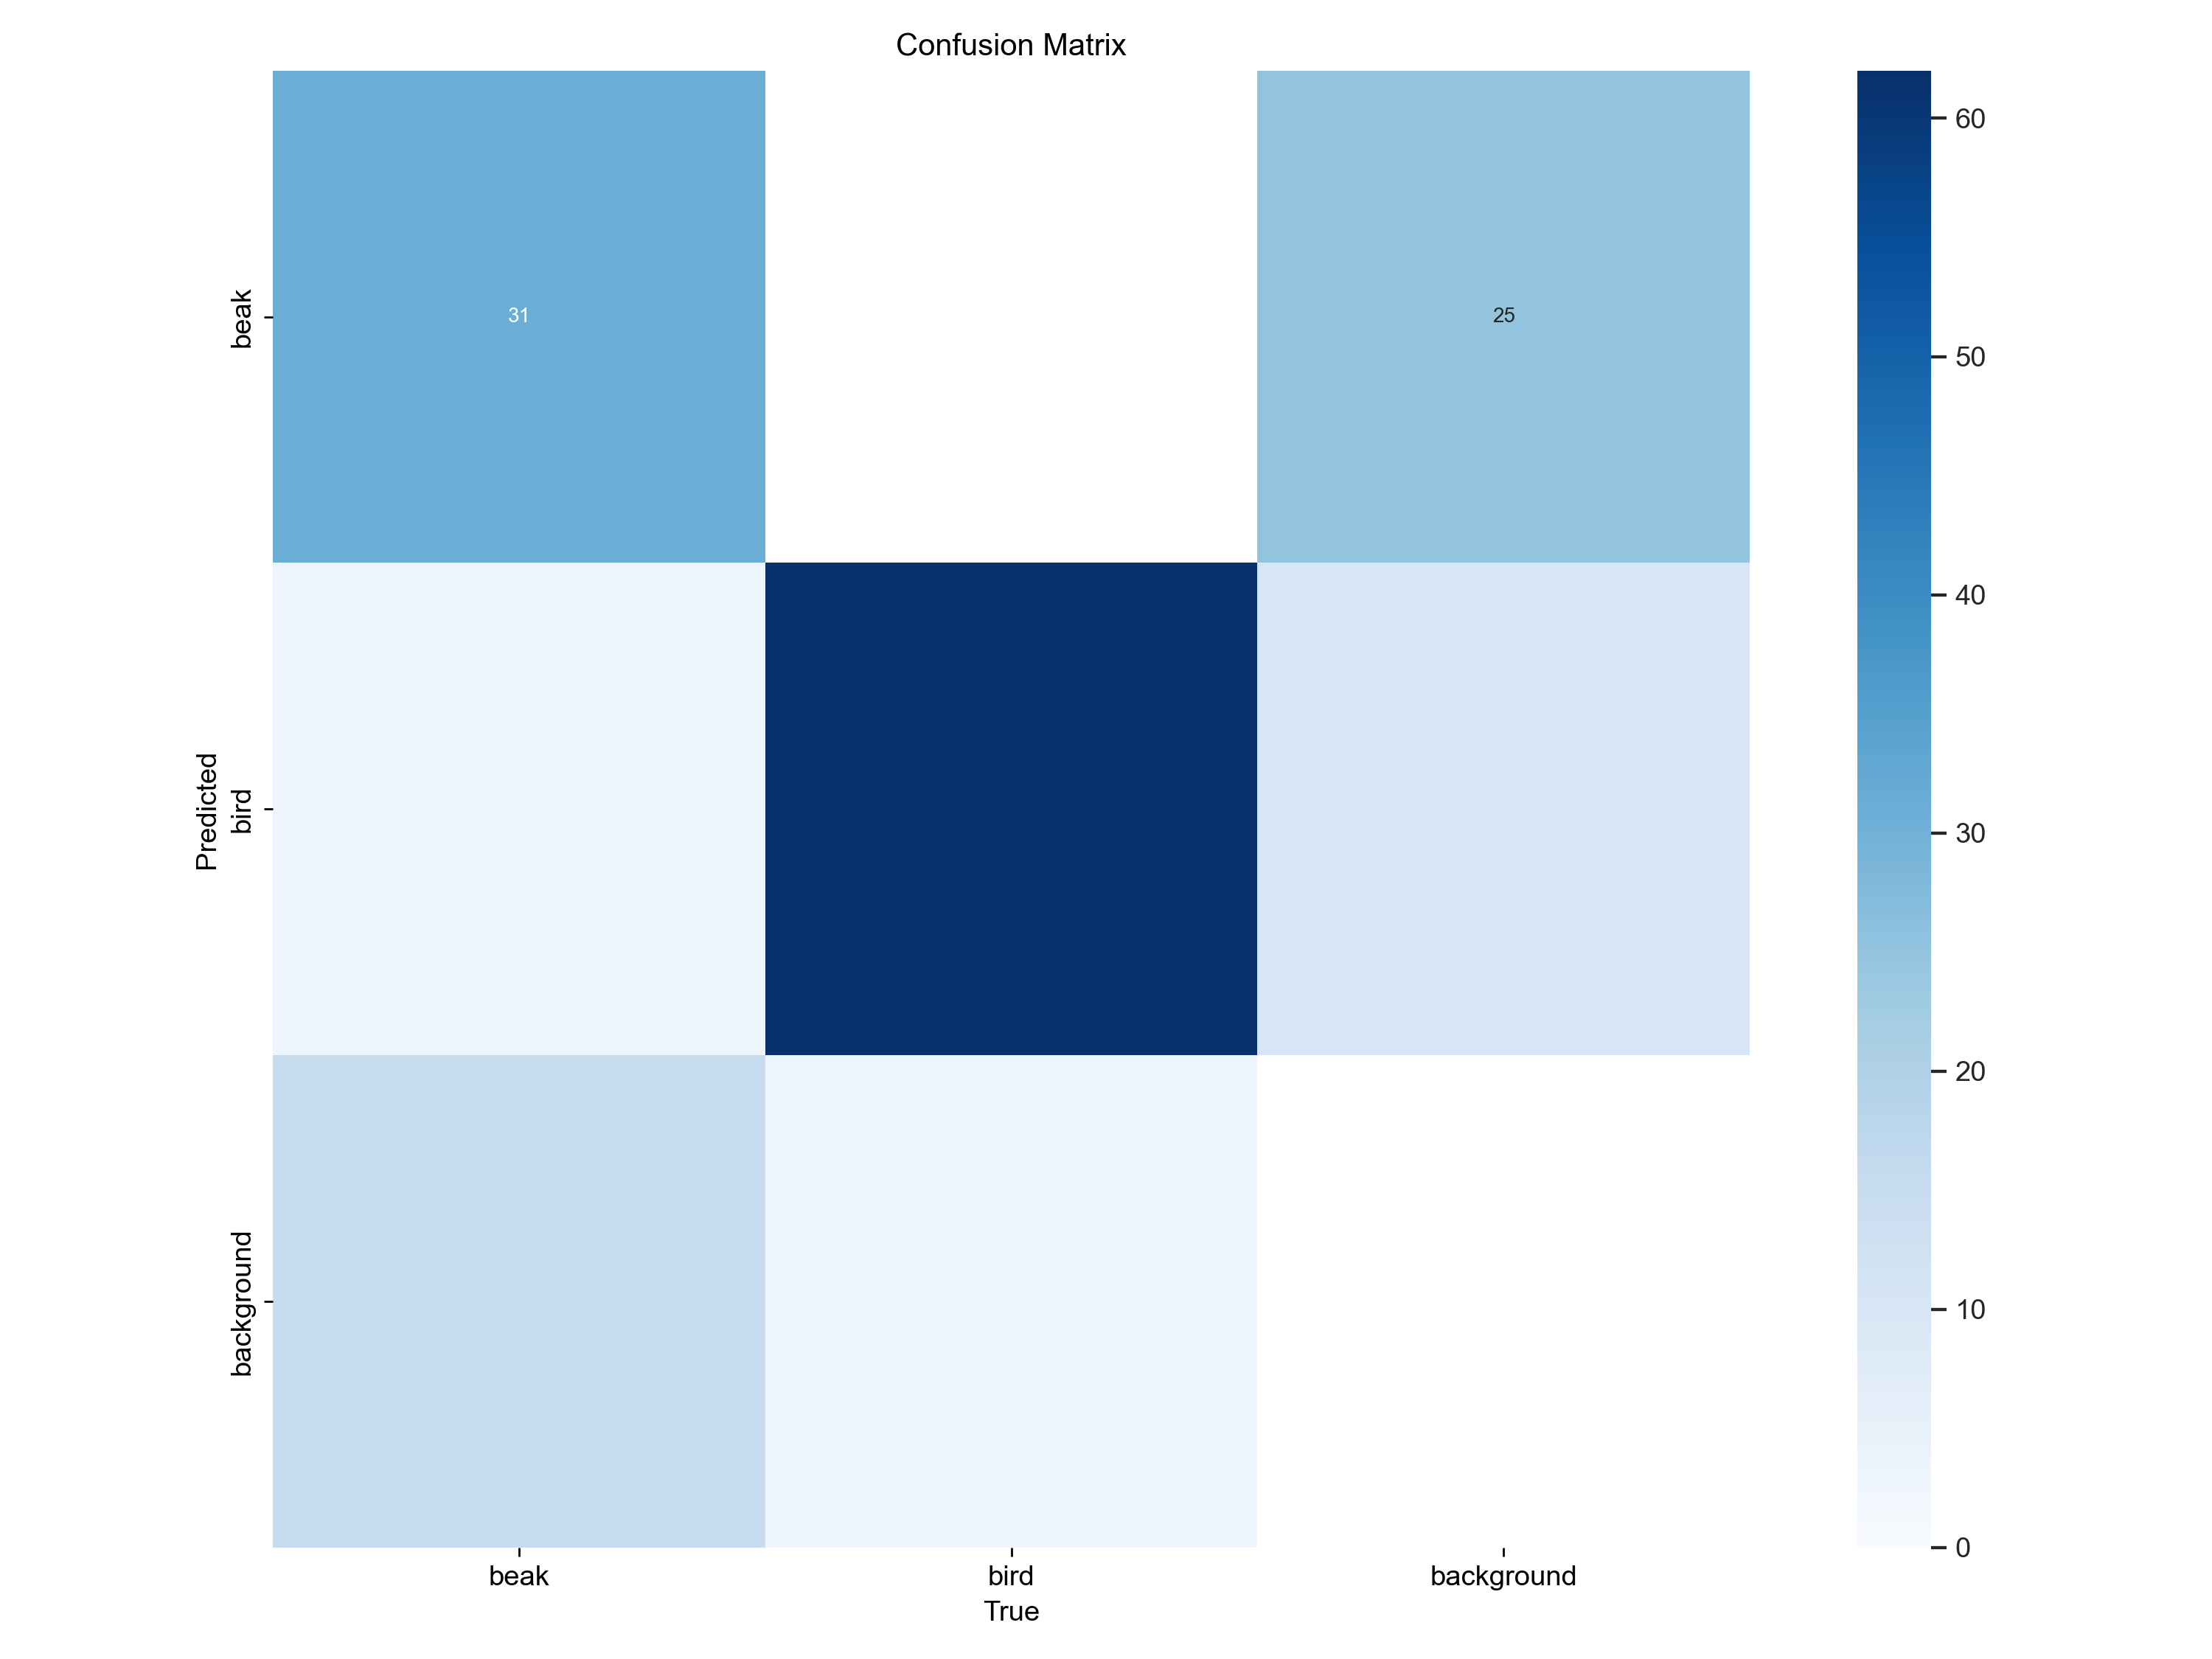 Confusion Matrix
beak
31
25
60
50
40
30
20
10
0
Predicted
bird
background
beak
bird
background
True